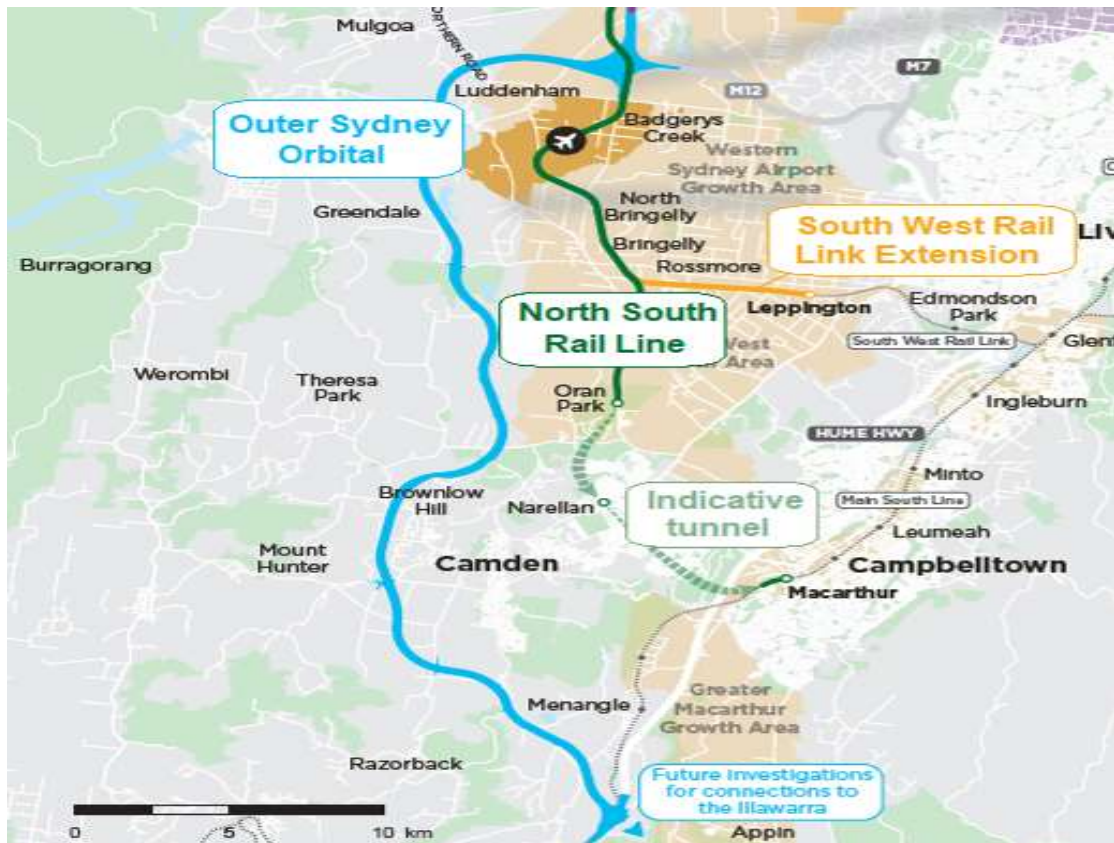 Mulgoa
NORTHERN ROAD
M7
Luddenham
M12
Outer Sydney
Orbital
Badgerys
Creek
Western
Sydney Airport
Growth Area
Greendale
North
Bringelly
South West Rail
Link Extension
Bringelly
Burragorang
Rossmore
Leppington
Edmondson
Park
North South
Rail Line
South West Rail Link
West
Area
Werombi
Theresa
Park
Oran
Park
Ingleburn
HUME HWY
Minto
Brownlow
Hill
Narellan
Indicative
tunnel
Main South Line
Leumeah
Mount
Hunter
Camden
Campbelltown
Macarthur
Menangle
Greater
Macarthur
Growth Area
Razorback
Future investigations
for connections to
the Illawarra
0 5 10 km
Appin